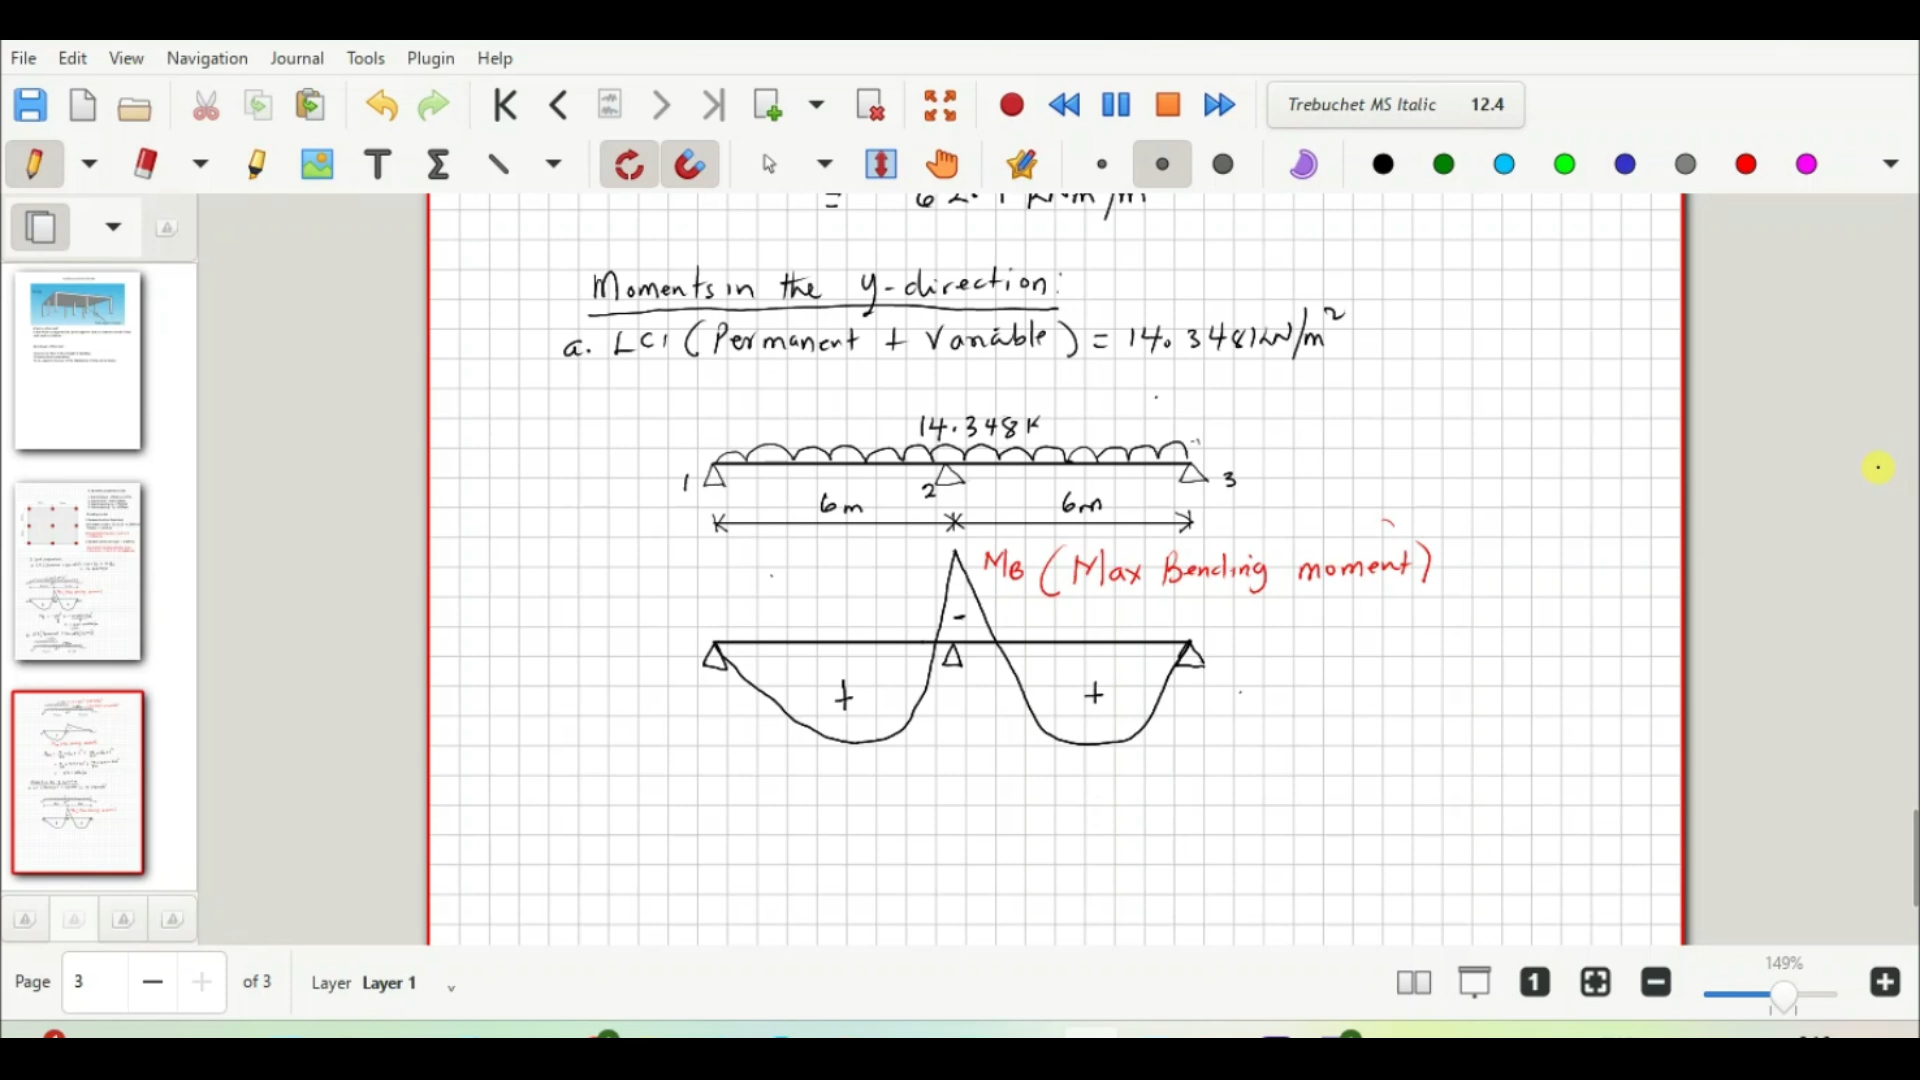 File Edit View Navigation Journal Tools Plugin Help
Trebuchet MS Italic 12.4
Moments in the y-direction:
a. LC1 (Permanent + Variable) = 14.348kN/m²
14.348K
1 2 3
6m 6m
MB (Max Bending moment)
-
+ +
Page 3 of 3 Layer Layer 1
149%